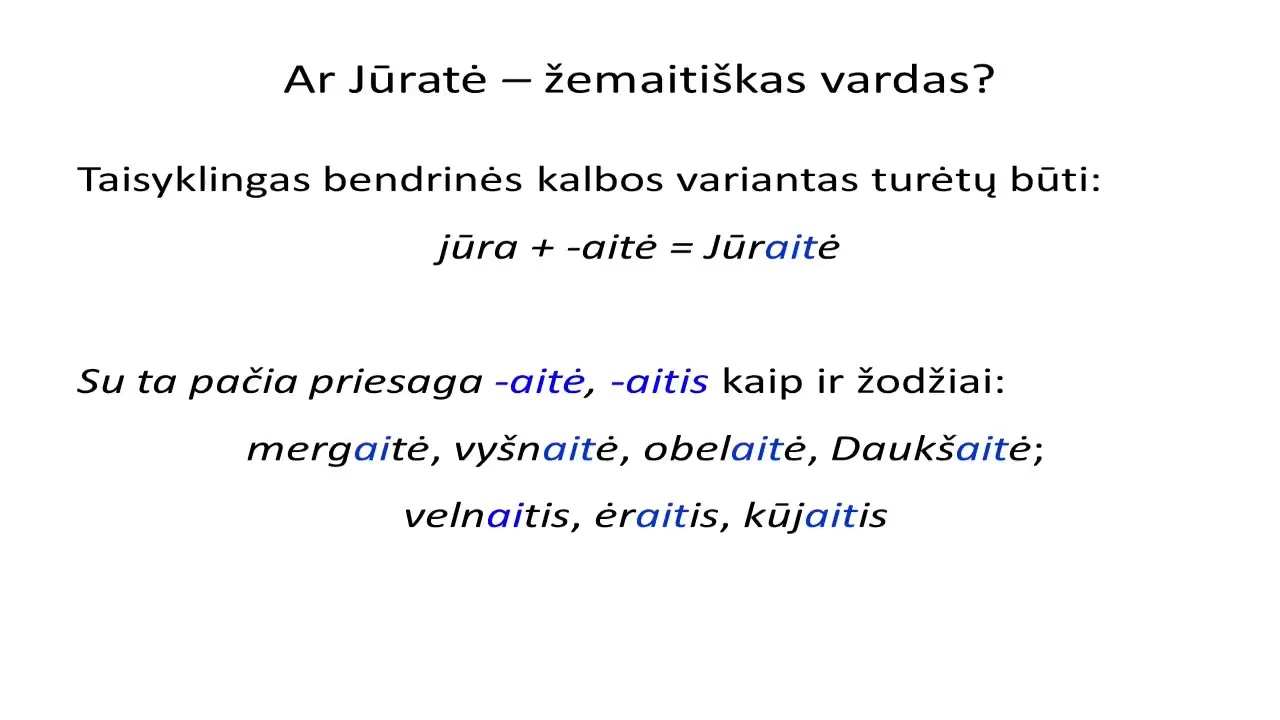 Ar Jūratė – žemaitiškas vardas?
Taisyklingas bendrinės kalbos variantas turėtų būti:
jūra + -aitė = Jūraitė
Su ta pačia priesaga -aitė, -aitis kaip ir žodžiai:
mergaitė, vyšnaitė, obelaitė, Daukšaitė;
velnaitis, ėraitis, kūjaitis